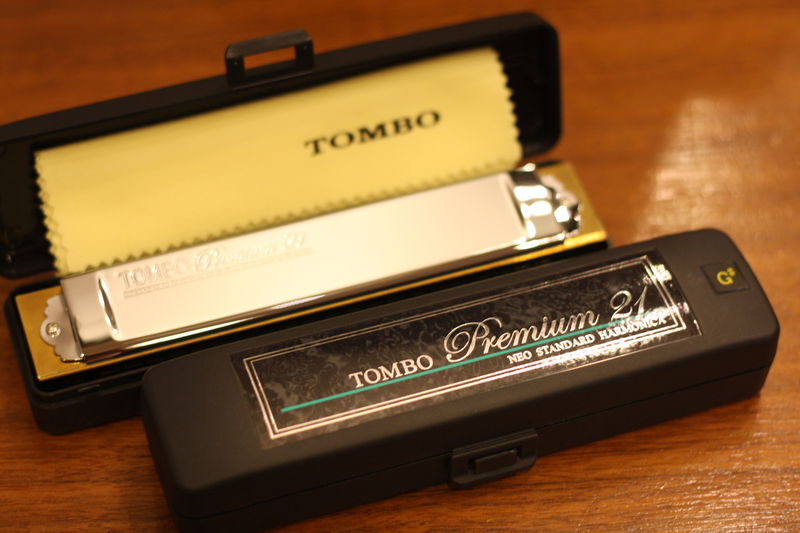 TOMBO
TOMBO Premium 21
G♯
TOMBO Premium 21
NEO STANDARD HARMONICA